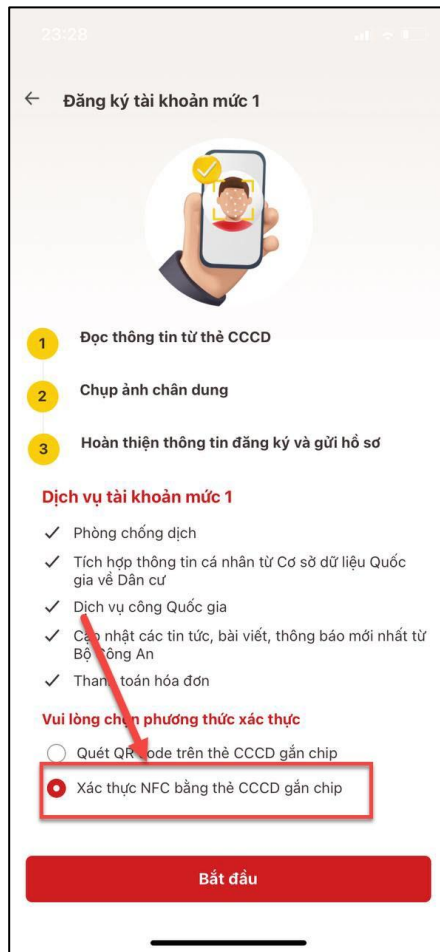 23:28
Đăng ký tài khoản mức 1
1 Đọc thông tin từ thẻ CCCD
2 Chụp ảnh chân dung
3 Hoàn thiện thông tin đăng ký và gửi hồ sơ
Dịch vụ tài khoản mức 1
Phòng chống dịch
Tích hợp thông tin cá nhân từ Cơ sở dữ liệu Quốc
gia về Dân cư
Dịch vụ công Quốc gia
Cập nhật các tin tức, bài viết, thông báo mới nhất từ
Bộ Công An
Thanh toán hóa đơn
Vui lòng chọn phương thức xác thực
Quét QR code trên thẻ CCCD gắn chip
Xác thực NFC bằng thẻ CCCD gắn chip
Bắt đầu